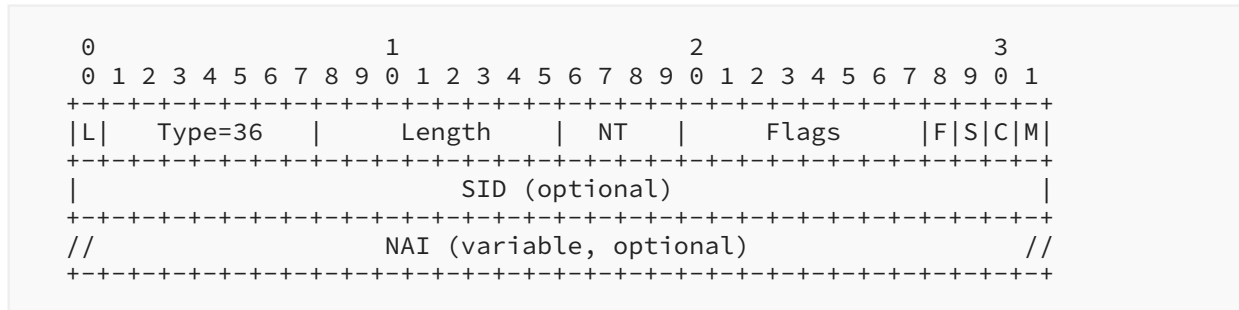 0                   1                   2                   3
 0 1 2 3 4 5 6 7 8 9 0 1 2 3 4 5 6 7 8 9 0 1 2 3 4 5 6 7 8 9 0 1
+-+-+-+-+-+-+-+-+-+-+-+-+-+-+-+-+-+-+-+-+-+-+-+-+-+-+-+-+-+-+-+-+
|L|   Type=36   |     Length    |  NT   |     Flags     |F|S|C|M|
+-+-+-+-+-+-+-+-+-+-+-+-+-+-+-+-+-+-+-+-+-+-+-+-+-+-+-+-+-+-+-+-+
|                         SID (optional)                        |
+-+-+-+-+-+-+-+-+-+-+-+-+-+-+-+-+-+-+-+-+-+-+-+-+-+-+-+-+-+-+-+-+
//                   NAI (variable, optional)                  //
+-+-+-+-+-+-+-+-+-+-+-+-+-+-+-+-+-+-+-+-+-+-+-+-+-+-+-+-+-+-+-+-+